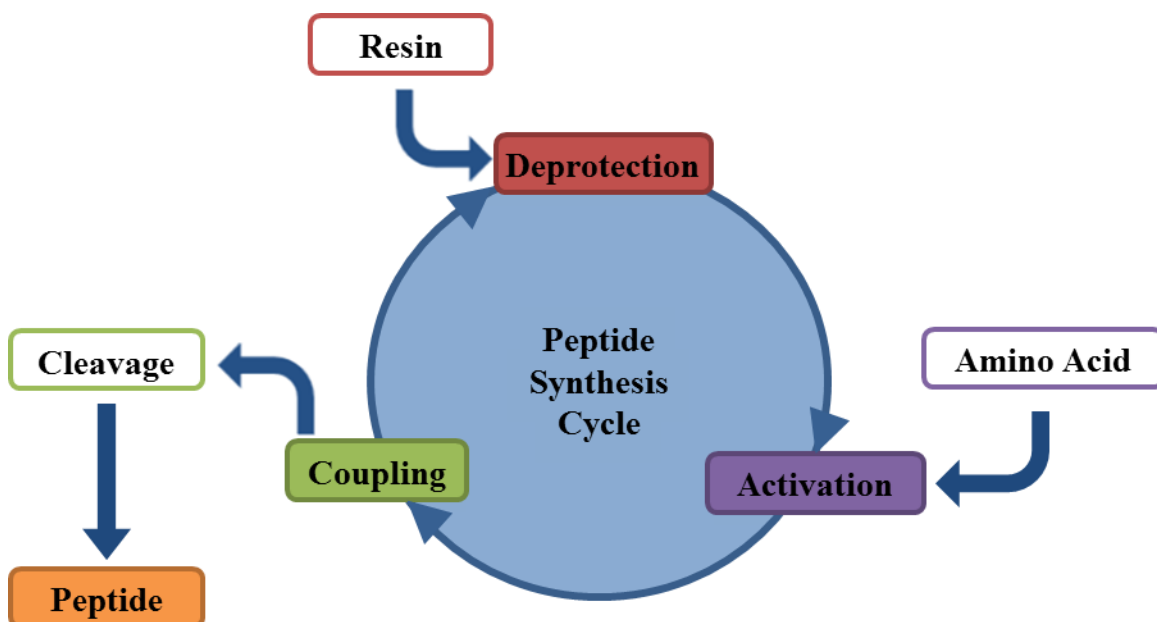 Resin
Deprotection
Peptide
Synthesis
Cycle
Cleavage
Amino Acid
Coupling
Activation
Peptide